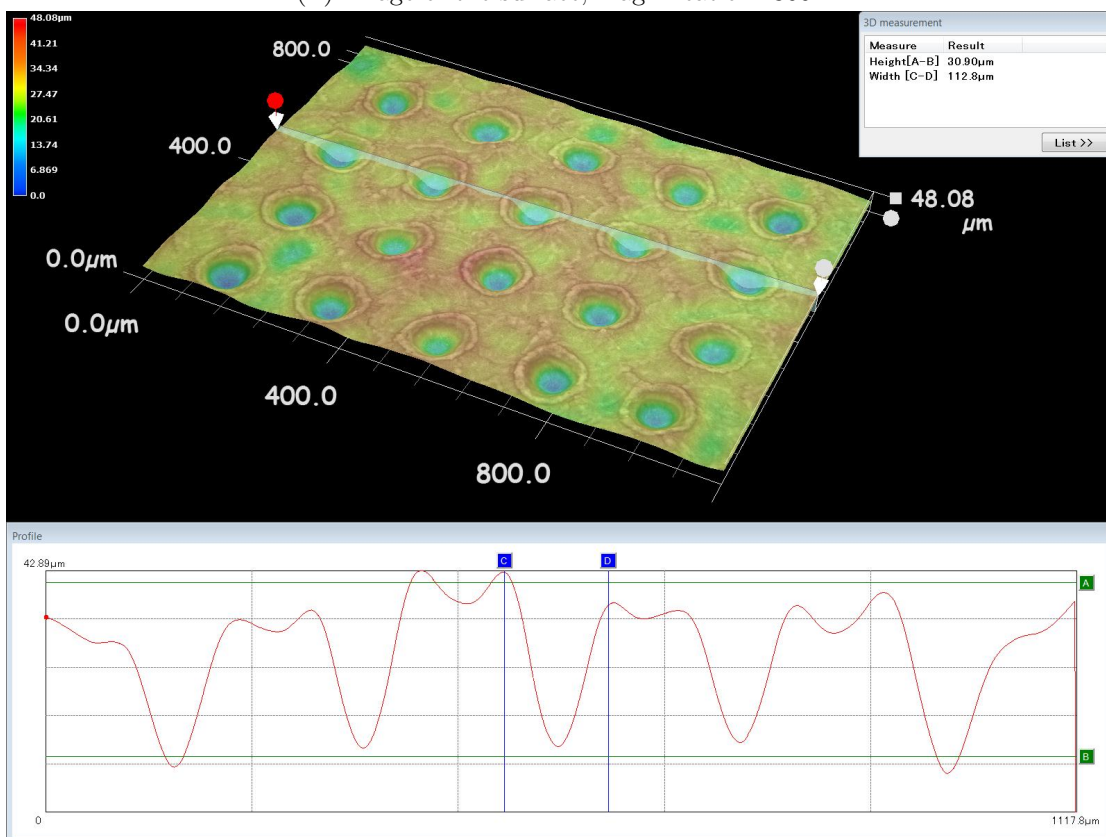 48.08µm
41.21
34.34
27.47
20.61
13.74
6.869
0.0
800.0
400.0
0.0µm
0.0µm
400.0
800.0
48.08
µm
3D measurement
Measure Result
Height[A-B] 30.90µm
Width [C-D] 112.8µm
List >>
Profile
42.89µm
C
D
A
B
0
1117.8µm